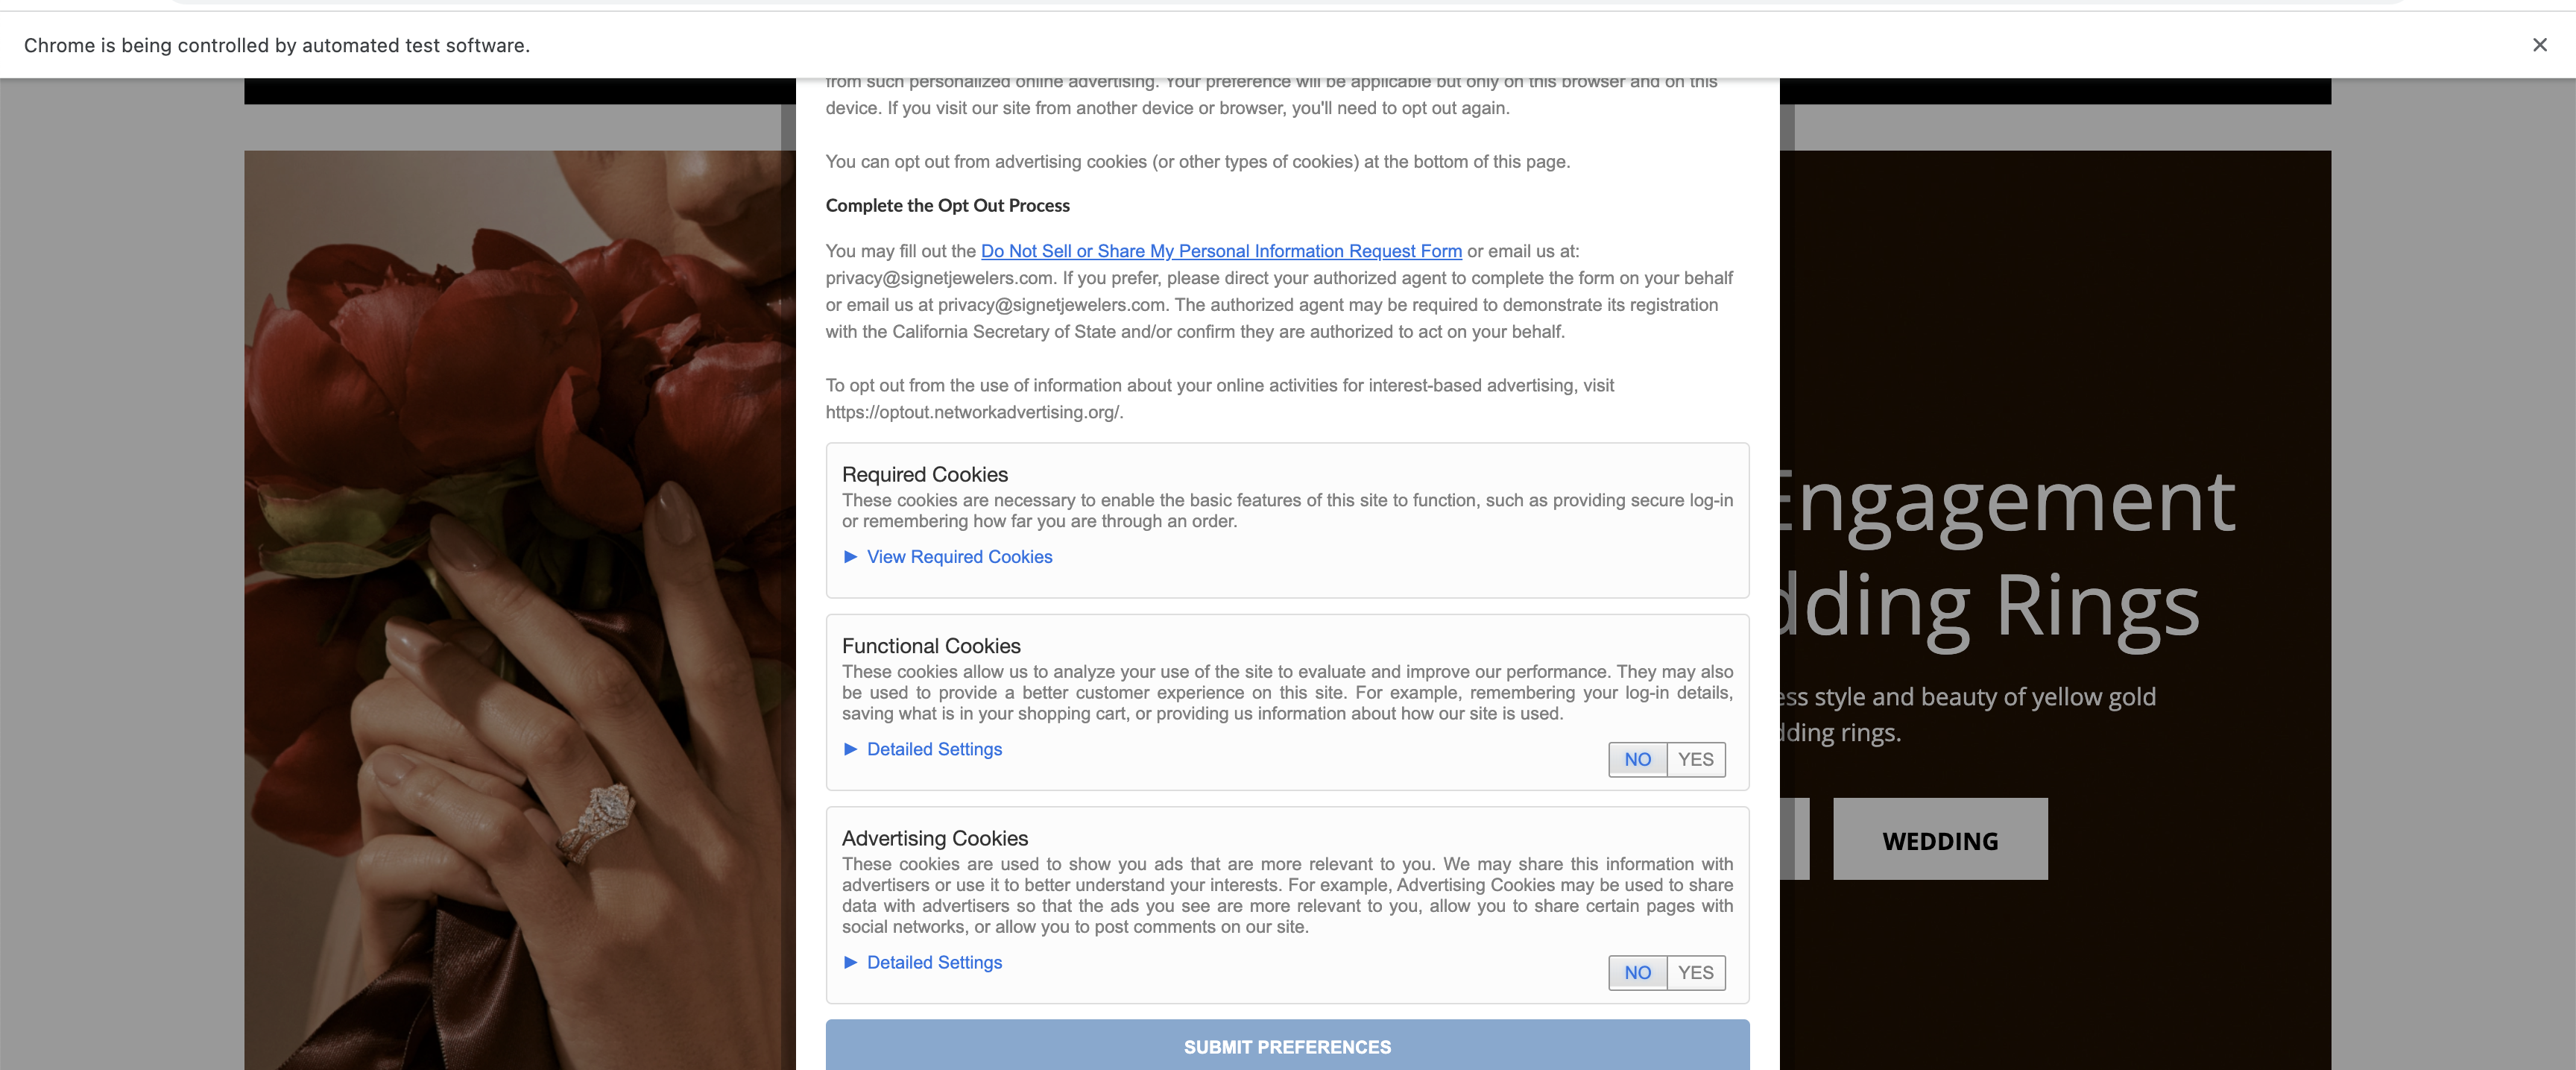 Chrome is being controlled by automated test software.
from such personalized online advertising. Your preference will be applicable but only on this browser and on this
device. If you visit our site from another device or browser, you'll need to opt out again.
You can opt out from advertising cookies (or other types of cookies) at the bottom of this page.
Complete the Opt Out Process
You may fill out the Do Not Sell or Share My Personal Information Request Form or email us at:
privacy@signetjewelers.com. If you prefer, please direct your authorized agent to complete the form on your behalf
or email us at privacy@signetjewelers.com. The authorized agent may be required to demonstrate its registration
with the California Secretary of State and/or confirm they are authorized to act on your behalf.
To opt out from the use of information about your online activities for interest-based advertising, visit
https://optout.networkadvertising.org/.
Required Cookies
These cookies are necessary to enable the basic features of this site to function, such as providing secure log-in
or remembering how far you are through an order.
View Required Cookies
Functional Cookies
These cookies allow us to analyze your use of the site to evaluate and improve our performance. They may also
be used to provide a better customer experience on this site. For example, remembering your log-in details,
saving what is in your shopping cart, or providing us information about how our site is used.
Detailed Settings
NO YES
Advertising Cookies
These cookies are used to show you ads that are more relevant to you. We may share this information with
advertisers or use it to better understand your interests. For example, Advertising Cookies may be used to share
data with advertisers so that the ads you see are more relevant to you, allow you to share certain pages with
social networks, or allow you to post comments on our site.
Detailed Settings
NO YES
SUBMIT PREFERENCES
Engagement
dding Rings
ess style and beauty of yellow gold
dding rings.
WEDDING